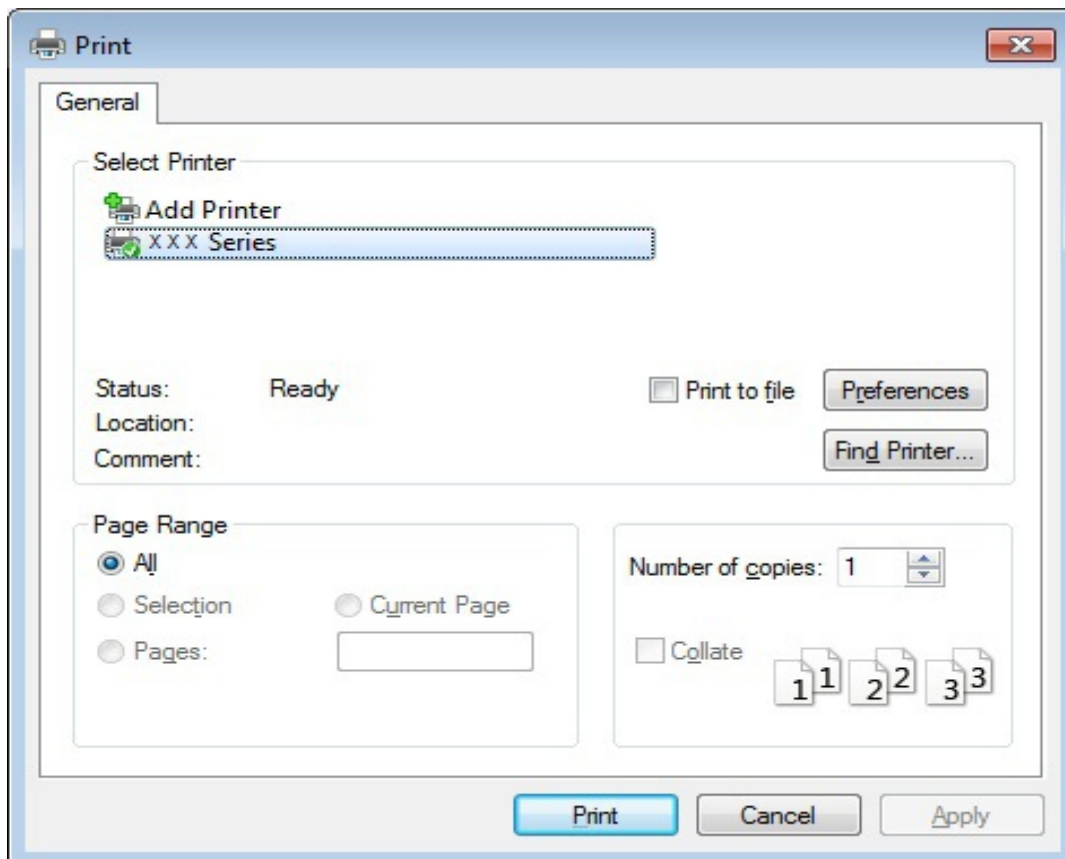 Print
General
Select Printer
Add Printer
XXX Series
Status: Ready
Print to file
Preferences
Location:
Comment:
Find Printer...
Page Range
All
Selection
Current Page
Pages:
Number of copies: 1
Collate
1 1 2 2 3 3
Print
Cancel
Apply